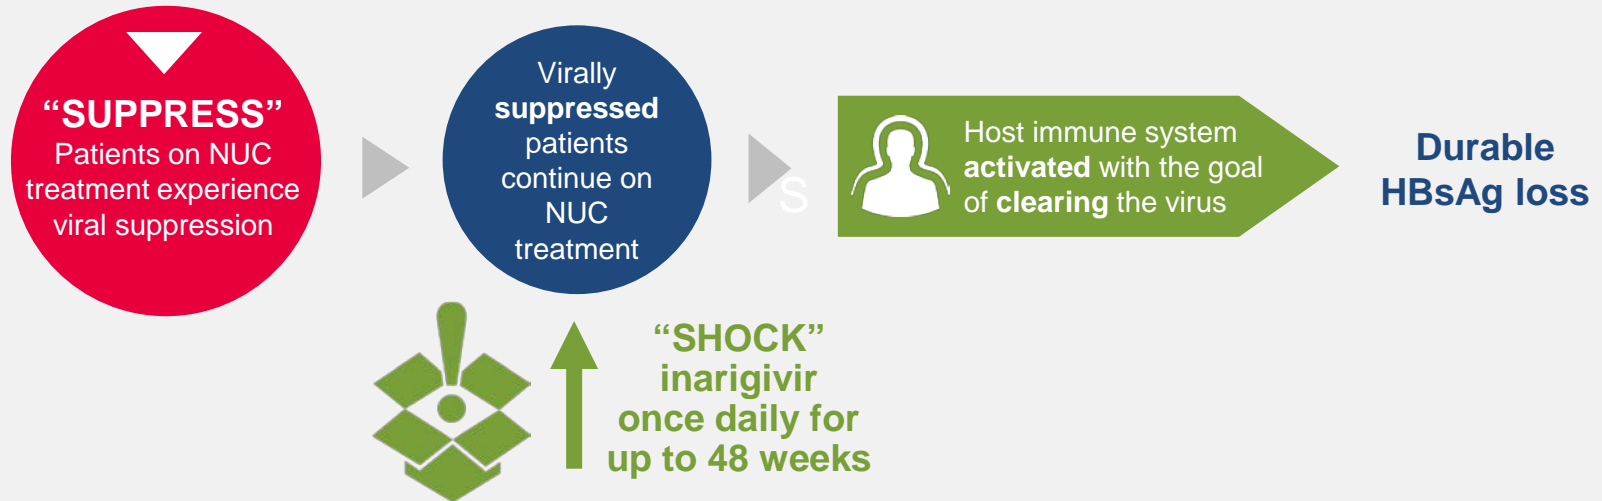 “SUPPRESS”
Patients on NUC
treatment experience
viral suppression
Virally
suppressed
patients
continue on
NUC
treatment
S
Host immune system
activated with the goal
of clearing the virus
Durable
HBsAg loss
“SHOCK”
inarigivir
once daily for
up to 48 weeks